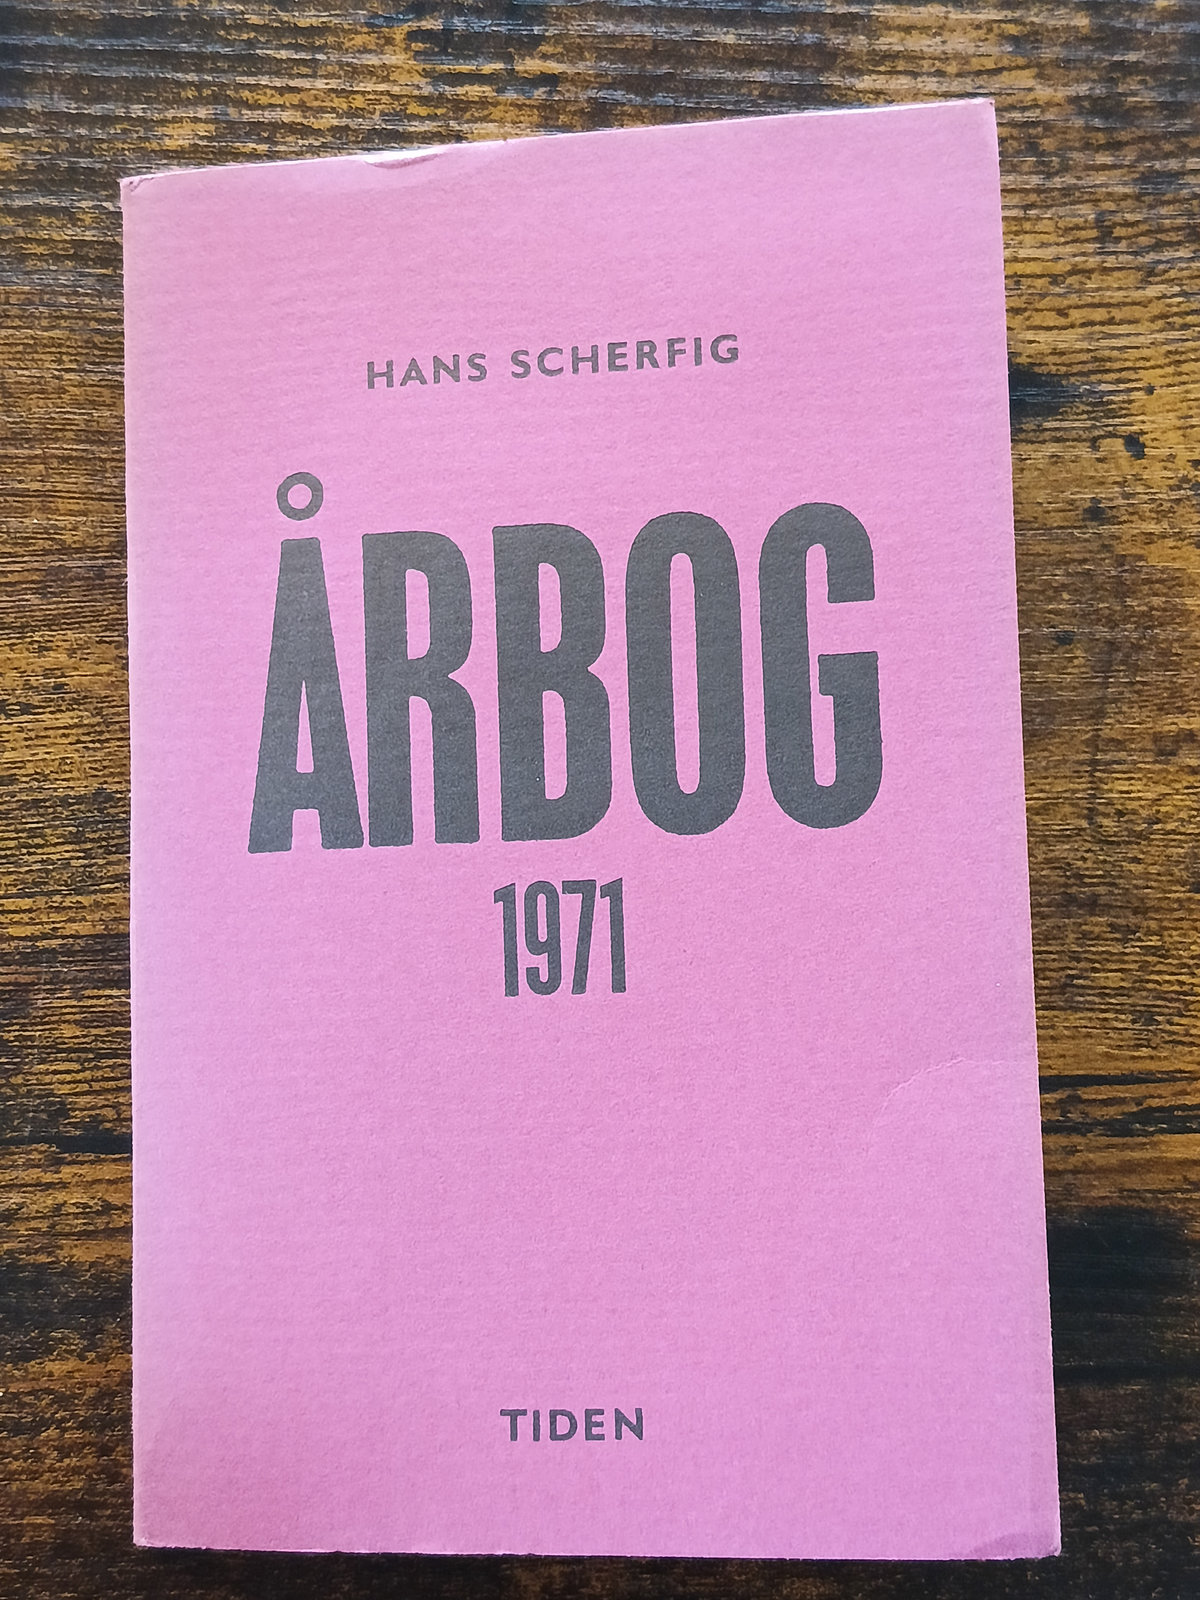 HANS SCHERFIG
ÅRBOG
1971
TIDEN